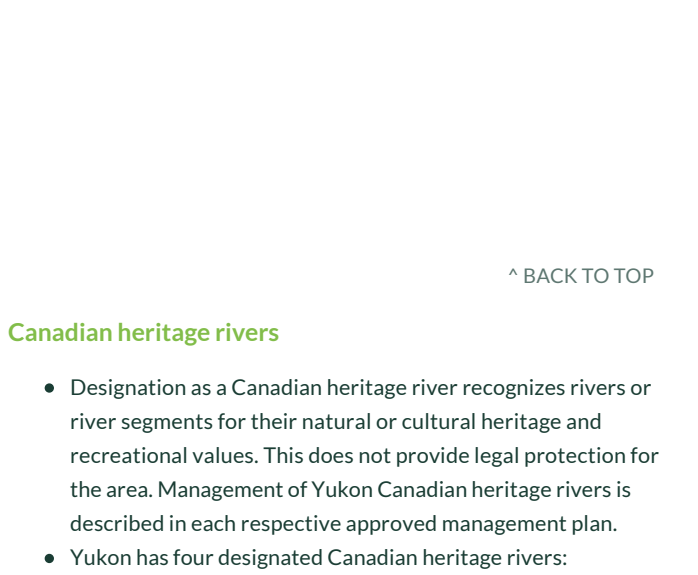 ^ BACK TO TOP
Canadian heritage rivers
● Designation as a Canadian heritage river recognizes rivers or
river segments for their natural or cultural heritage and
recreational values. This does not provide legal protection for
the area. Management of Yukon Canadian heritage rivers is
described in each respective approved management plan.
● Yukon has four designated Canadian heritage rivers: